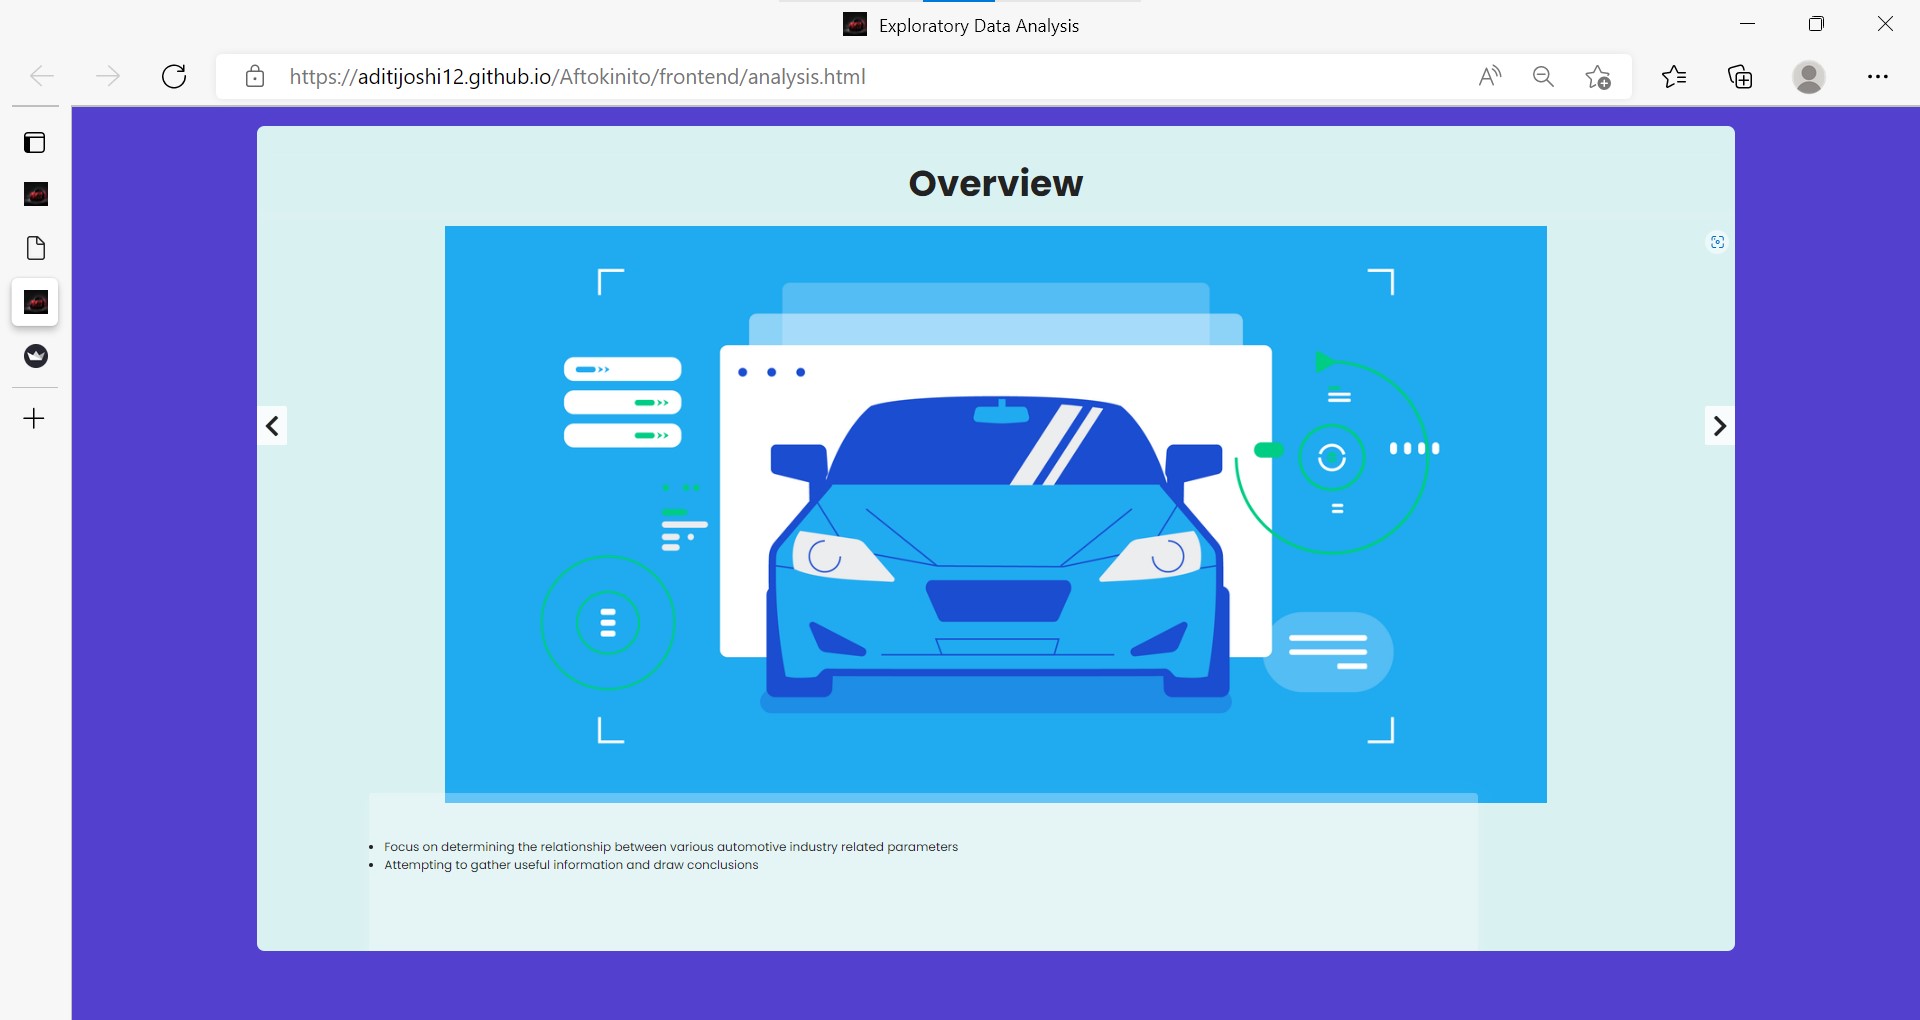 Exploratory Data Analysis
https://aditijoshi12.github.io/Aftokinito/frontend/analysis.html
Overview
Focus on determining the relationship between various automotive industry related parameters
Attempting to gather useful information and draw conclusions